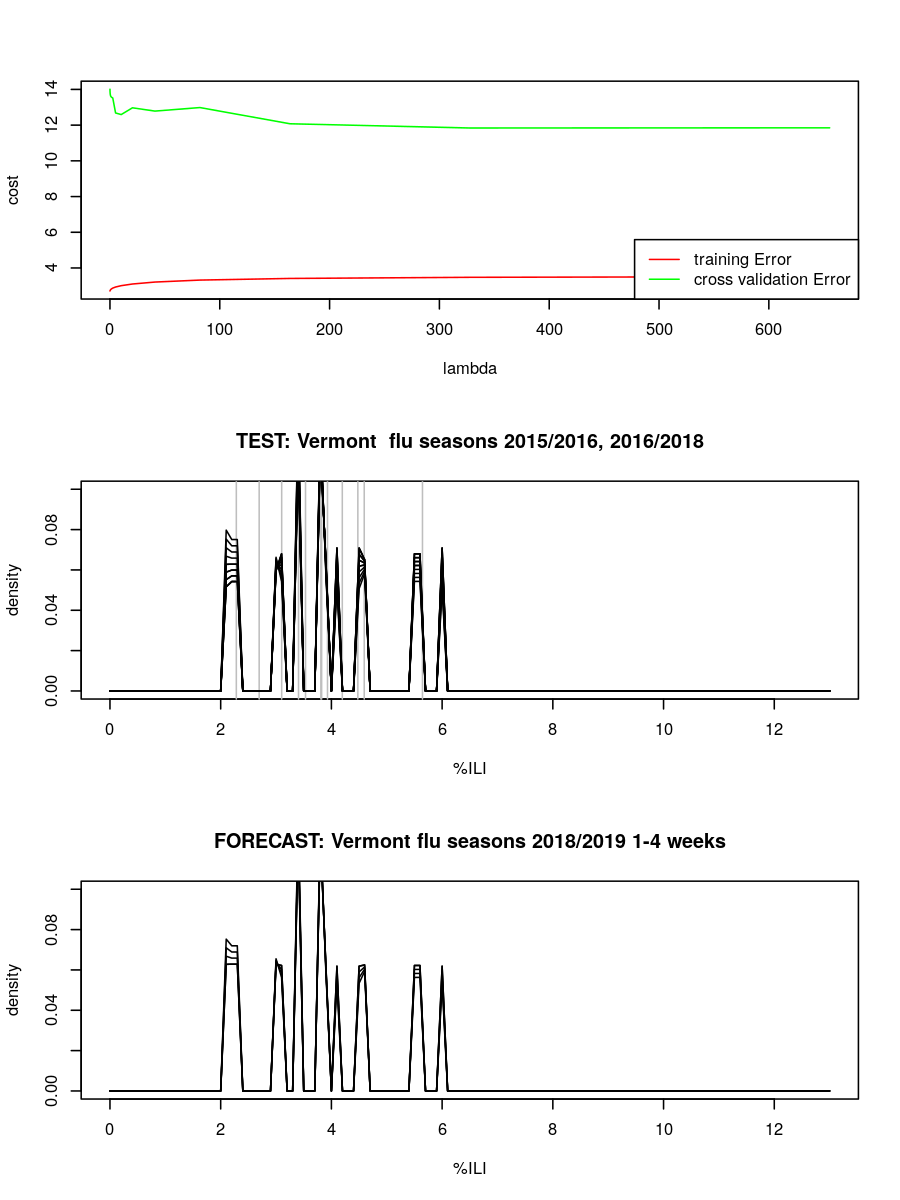 14
12
10
8
6
4
cost
training Error
cross validation Error
0 100 200 300 400 500 600
lambda
TEST: Vermont  flu seasons 2015/2016, 2016/2018
0.08
0.04
0.00
density
0 2 4 6 8 10 12
%ILI
FORECAST: Vermont flu seasons 2018/2019 1-4 weeks
0.08
0.04
0.00
density
0 2 4 6 8 10 12
%ILI